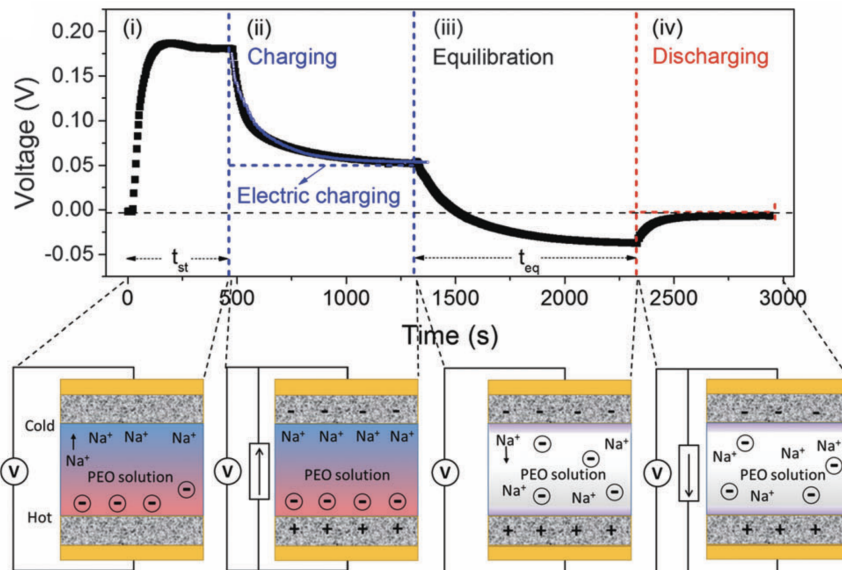 (i) (ii) (iii) (iv)
Charging Equilibration Discharging
Electric charging
0.20
0.15
0.10
0.05
0.00
-0.05
Voltage (V)
t_st t_eq
0 500 1000 1500 2000 2500 3000
Time (s)
Cold
Hot
V
Na⁺ Na⁺ Na⁺
Na⁺
PEO solution
- - - -
V
- - - -
Na⁺ Na⁺ Na⁺ Na⁺
PEO solution
- - - -
+ + + +
V
- - - -
Na⁺ -
-
PEO solution
Na⁺ - Na⁺ -
+ + + +
V
- - -
- Na⁺
Na⁺ Na⁺
PEO solution -
- Na⁺ - Na⁺
+ + + +